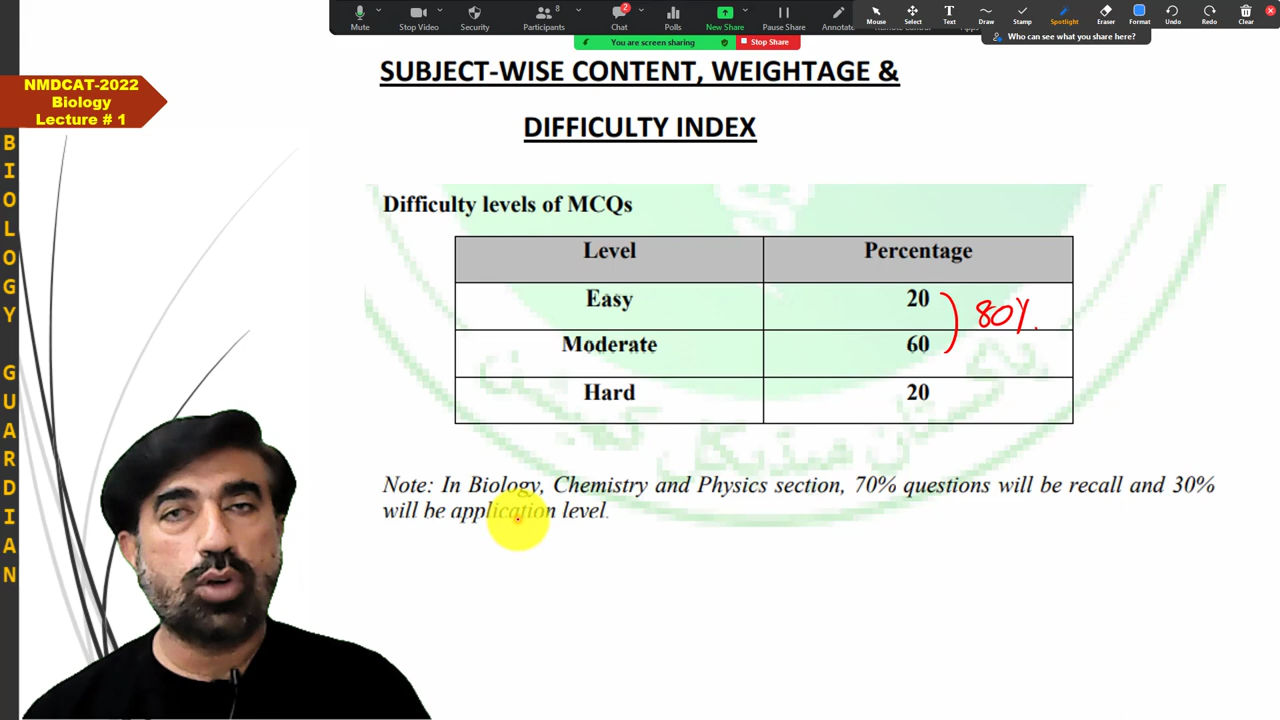 Mute
Stop Video
Security
8
Participants
2
Chat
Polls
New Share
Pause Share
Annotate
Mouse
Select
Text
Draw
Stamp
Spotlight
Eraser
Format
Undo
Redo
Clear
You are screen sharing
Stop Share
Who can see what you share here?
NMDCAT-2022
Biology
Lecture # 1
BIOLOGY GUARDIAN
SUBJECT-WISE CONTENT, WEIGHTAGE &
DIFFICULTY INDEX
Difficulty levels of MCQs
Level Percentage
Easy 20
80%
Moderate 60
Hard 20
Note: In Biology, Chemistry and Physics section, 70% questions will be recall and 30%
will be application level.